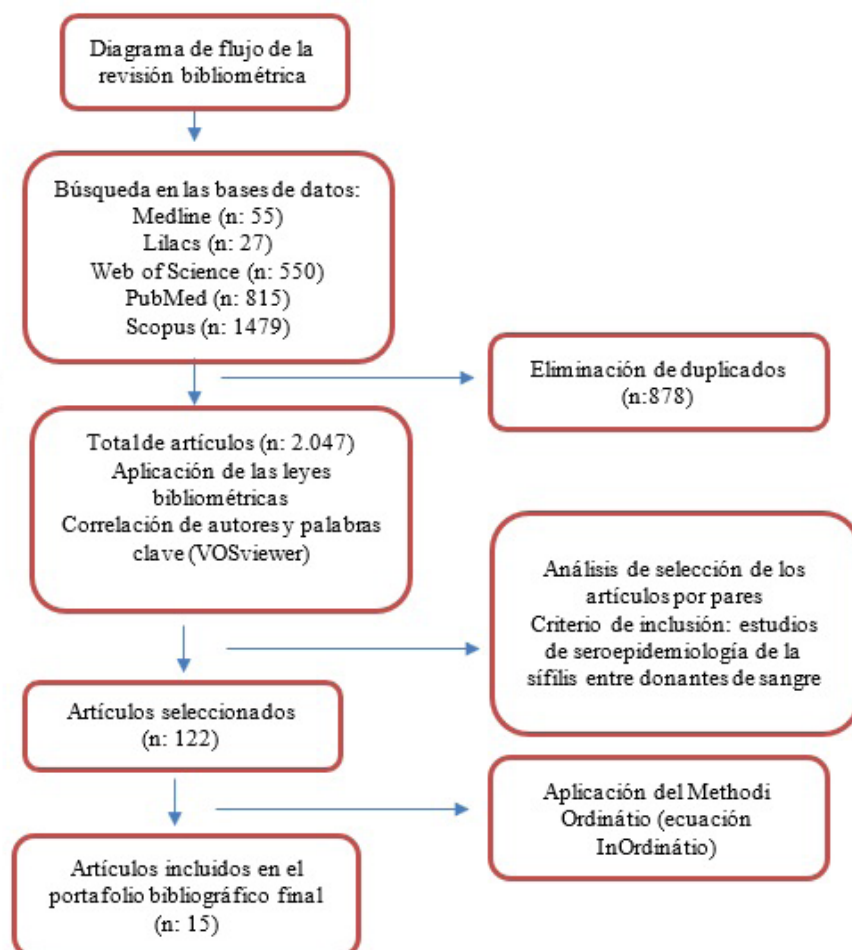 Diagrama de flujo de la
revisión bibliométrica
Búsqueda en las bases de datos:
Medline (n: 55)
Lilacs (n: 27)
Web of Science (n: 550)
PubMed (n: 815)
Scopus (n: 1479)
Eliminación de duplicados
(n:878)
Total de artículos (n: 2.047)
Aplicación de las leyes
bibliométricas
Correlación de autores y palabras
clave (VOSviewer)
Análisis de selección de los
artículos por pares
Criterio de inclusión: estudios
de seroepidemiología de la
sífilis entre donantes de sangre
Artículos seleccionados
(n: 122)
Aplicación del Methodi
Ordinátio (ecuación
InOrdinátio)
Artículos incluidos en el
portafolio bibliográfico final
(n: 15)